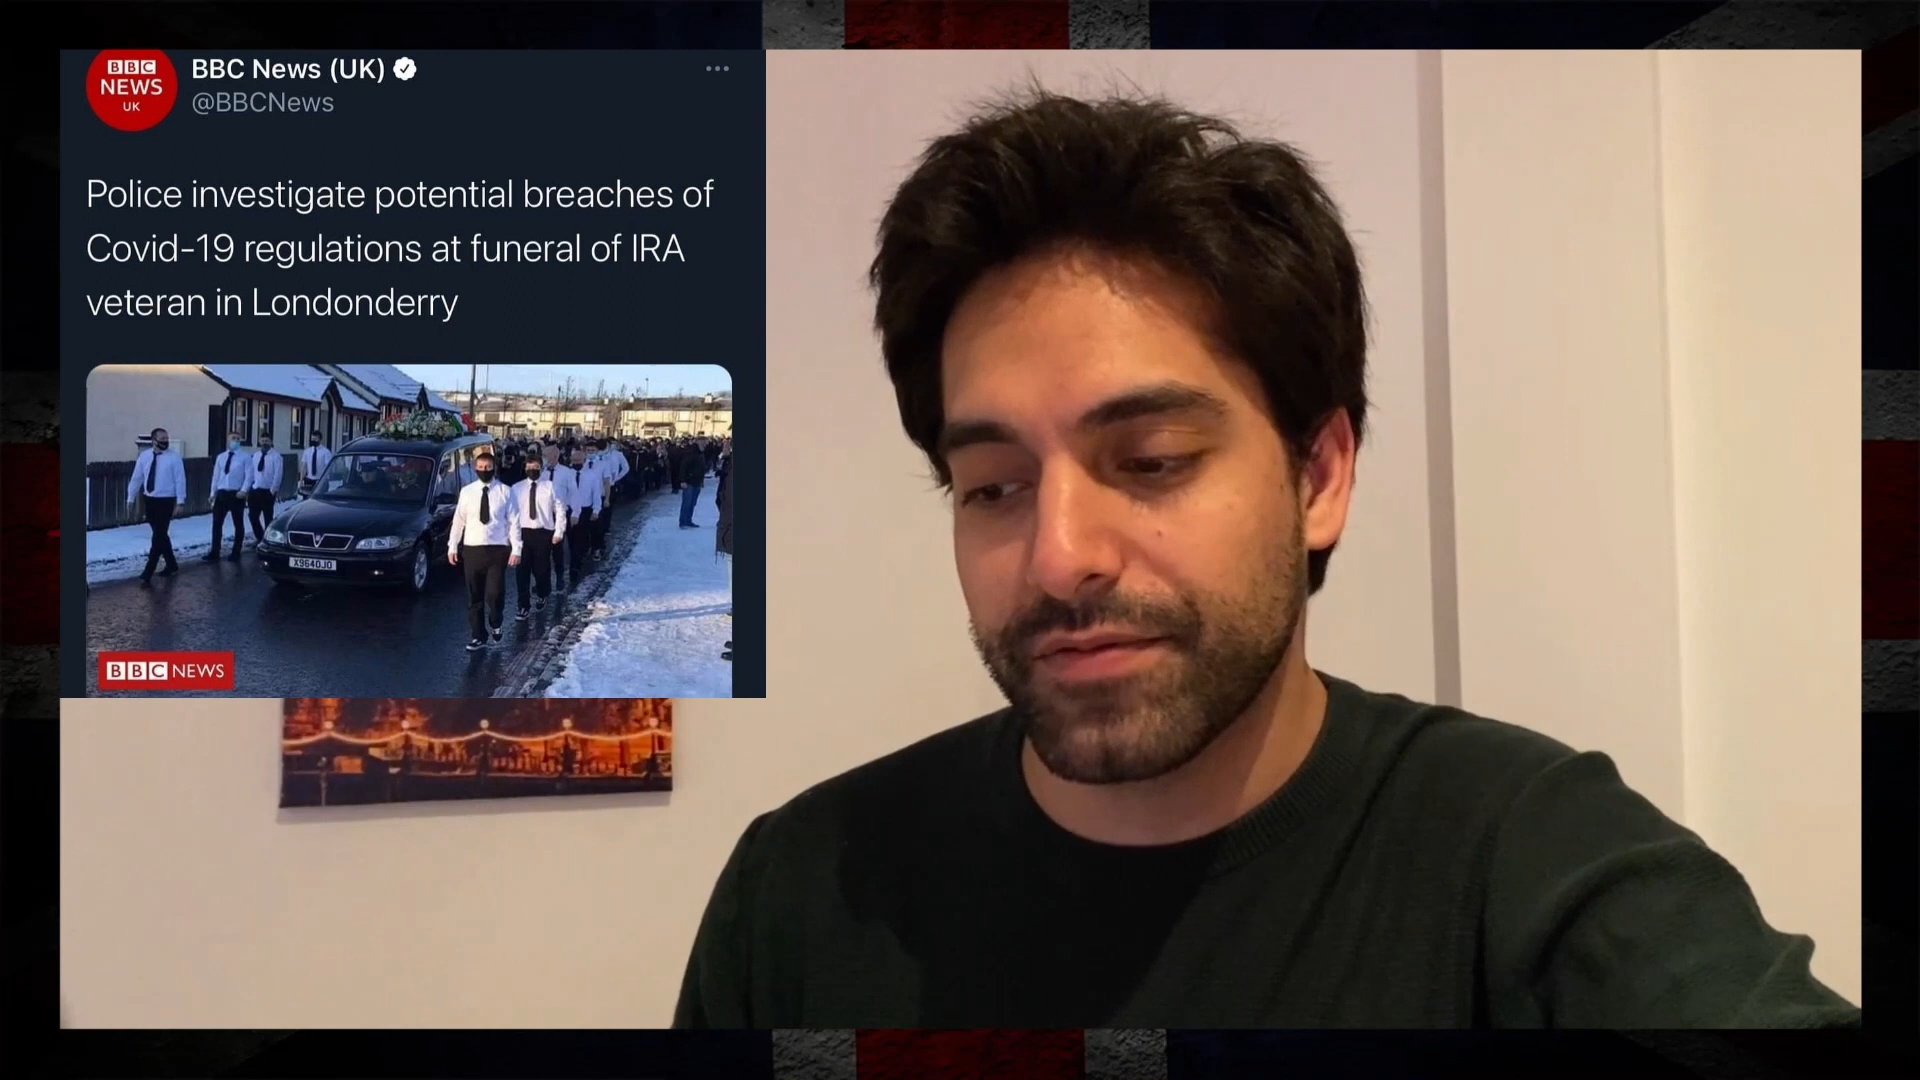 BBC
NEWS
UK
BBC News (UK)
@BBCNews
Police investigate potential breaches of
Covid-19 regulations at funeral of IRA
veteran in Londonderry
X964OJO
BBC NEWS